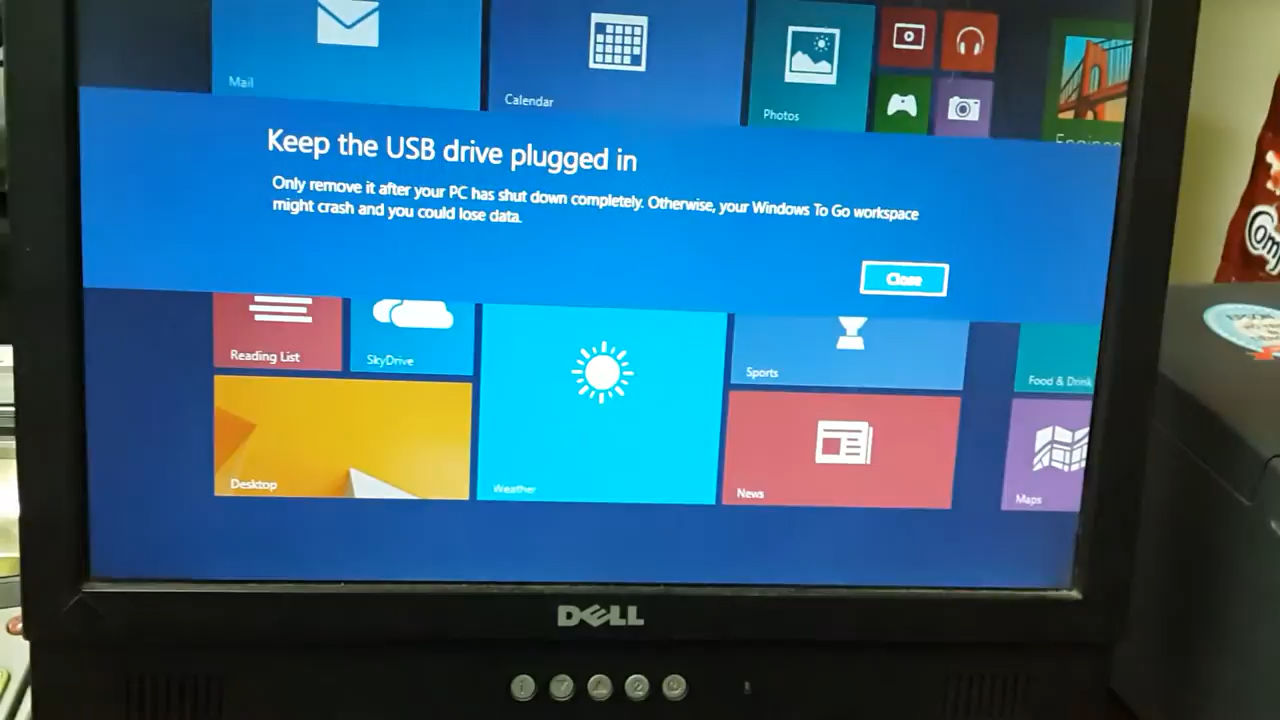 Mail
Calendar
Photos
Keep the USB drive plugged in
Only remove it after your PC has shut down completely. Otherwise, your Windows To Go workspace
might crash and you could lose data.
Close
Reading List
SkyDrive
Sports
Food & Drink
Desktop
Weather
News
Maps
DELL